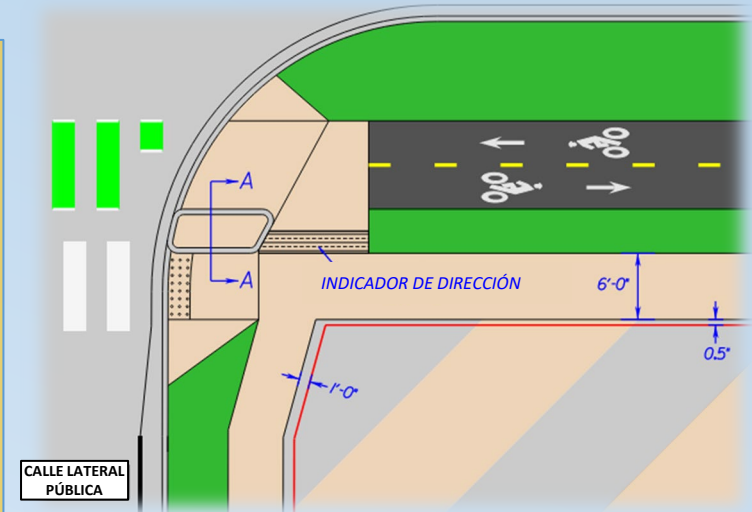 A
A
INDICADOR DE DIRECCIÓN
6'-0"
0.5"
1'-0"
CALLE LATERAL
PÚBLICA